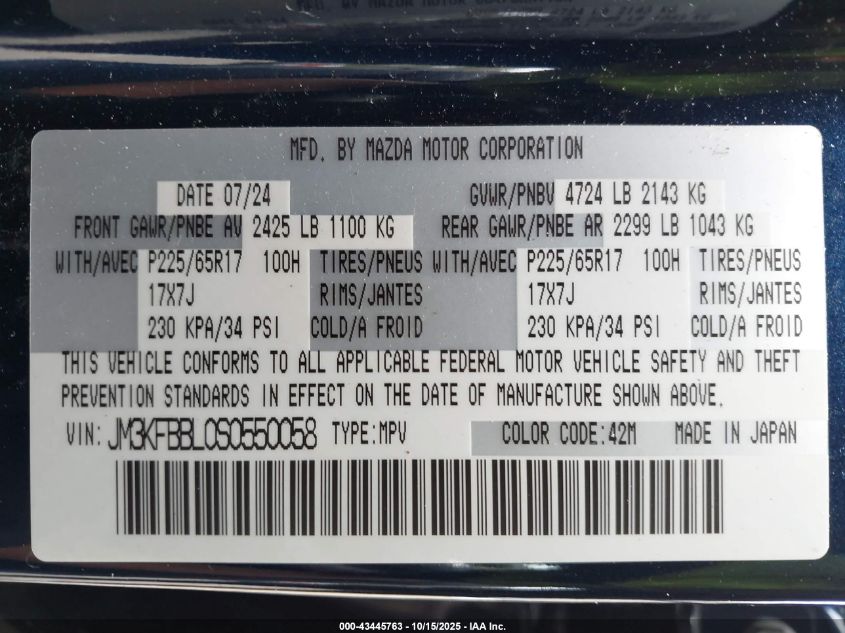 MFD. BY MAZDA MOTOR CORPORATION
DATE 07/24 GVWR/PNBV 4724 LB 2143 KG
FRONT GAWR/PNBE AV 2425 LB 1100 KG REAR GAWR/PNBE AR 2299 LB 1043 KG
WITH/AVEC P225/65R17 100H TIRES/PNEUS WITH/AVEC P225/65R17 100H TIRES/PNEUS
17X7J RIMS/JANTES 17X7J RIMS/JANTES
230 KPA/34 PSI COLD/A FROID 230 KPA/34 PSI COLD/A FROID
THIS VEHICLE CONFORMS TO ALL APPLICABLE FEDERAL MOTOR VEHICLE SAFETY AND THEFT
PREVENTION STANDARDS IN EFFECT ON THE DATE OF MANUFACTURE SHOWN ABOVE.
VIN: JM3KFBBL0S0550058 TYPE:MPV COLOR CODE:42M MADE IN JAPAN
000-43445763 - 10/15/2025 - IAA Inc.